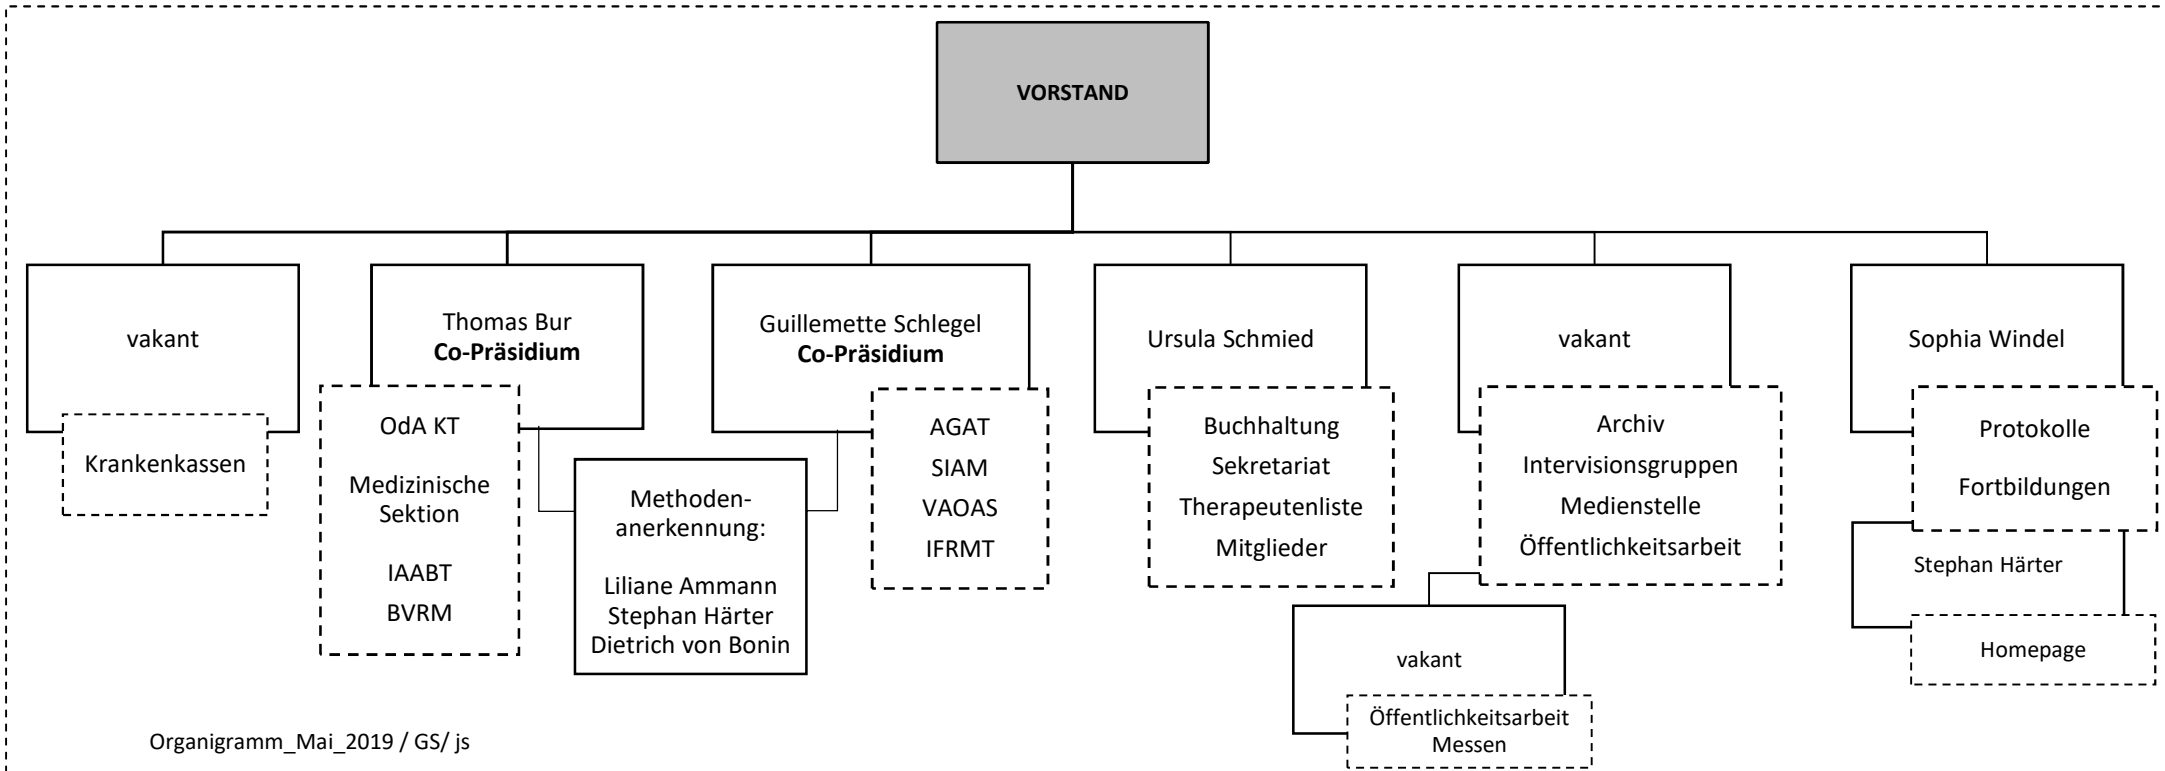 VORSTAND
vakant
Krankenkassen
Thomas Bur
Co-Präsidium
OdA KT
Medizinische
Sektion
IAABT
BVRM
Guillemette Schlegel
Co-Präsidium
AGAT
SIAM
VAOAS
IFRMT
Methoden-
anerkennung:
Liliane Ammann
Stephan Härter
Dietrich von Bonin
Ursula Schmied
Buchhaltung
Sekretariat
Therapeutenliste
Mitglieder
vakant
Archiv
Intervisionsgruppen
Medienstelle
Öffentlichkeitsarbeit
vakant
Öffentlichkeitsarbeit
Messen
Sophia Windel
Protokolle
Fortbildungen
Stephan Härter
Homepage
Organigramm_Mai_2019 / GS/ js